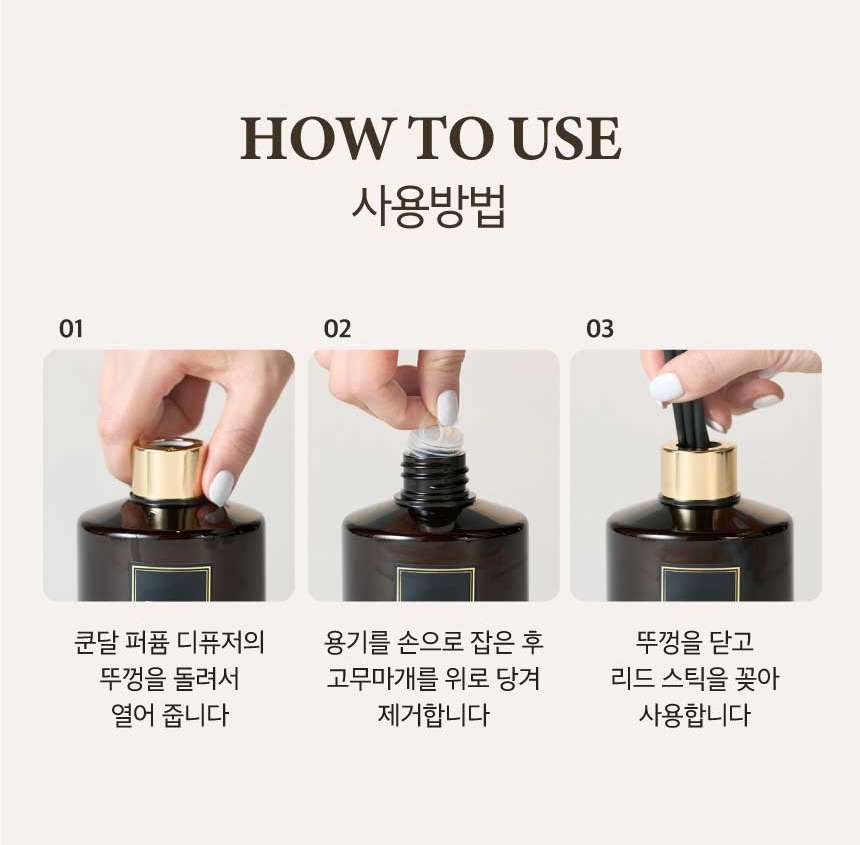 HOW TO USE
사용방법
01
02
03
쿤달 퍼퓸 디퓨저의
뚜껑을 돌려서
열어 줍니다
용기를 손으로 잡은 후
고무마개를 위로 당겨
제거합니다
뚜껑을 닫고
리드 스틱을 꽂아
사용합니다